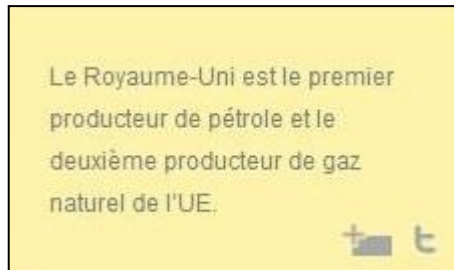 Le Royaume-Uni est le premier
producteur de pétrole et le
deuxième producteur de gaz
naturel de l'UE.